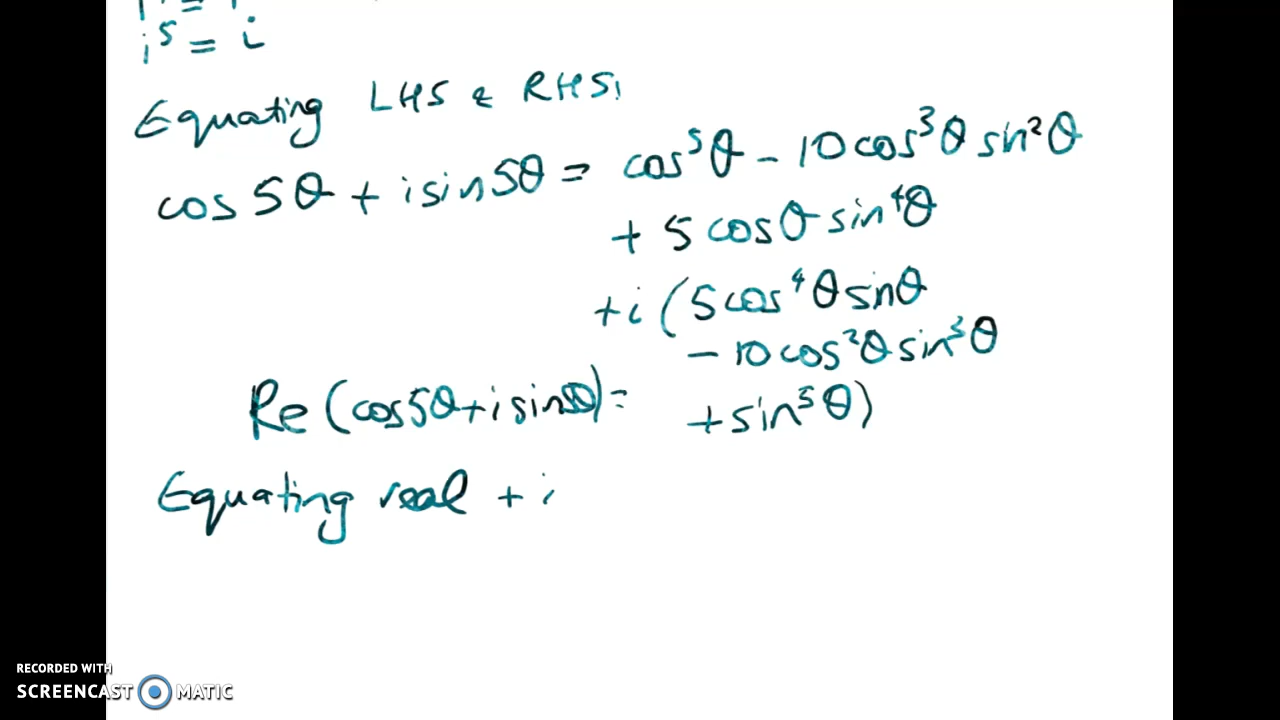 i⁵ = i
Equating LHS & RHS,
cos 5θ + i sin 5θ = cos⁵θ - 10 cos³θ sin²θ
+ 5 cosθ sin⁴θ
+ i (5 cos⁴θ sinθ
- 10 cos²θ sin³θ
Re (cos5θ + i sin5θ) = + sin⁵θ)
Equating real + i
RECORDED WITH
SCREENCAST MATIC